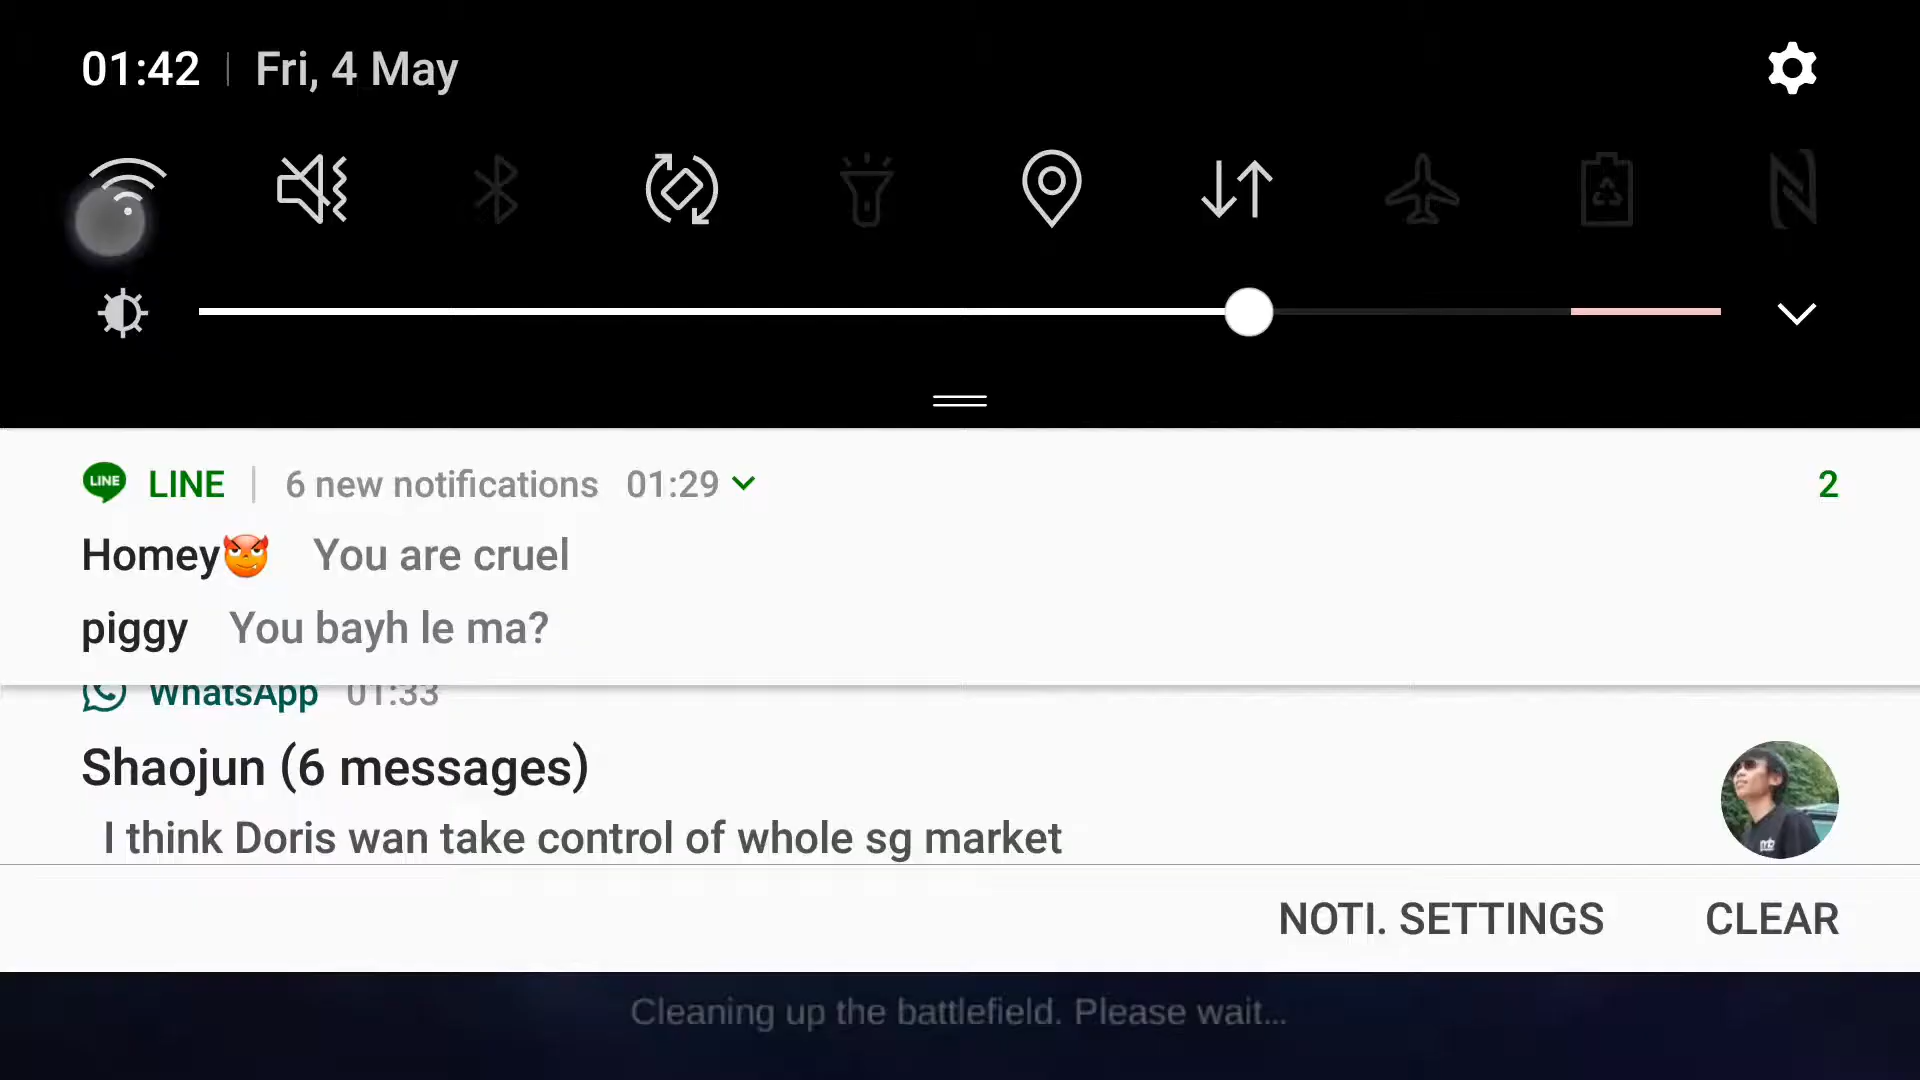 01:42 | Fri, 4 May
LINE LINE | 6 new notifications 01:29 2
Homey😈 You are cruel
piggy You bayh le ma?
WhatsApp 01:33
Shaojun (6 messages)
I think Doris wan take control of whole sg market
NOTI. SETTINGS CLEAR
Cleaning up the battlefield. Please wait...